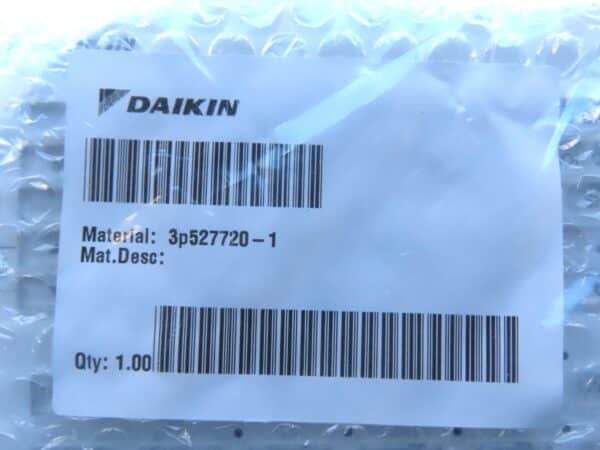 DAIKIN
Material: 3p527720-1
Mat.Desc:
Qty: 1.00